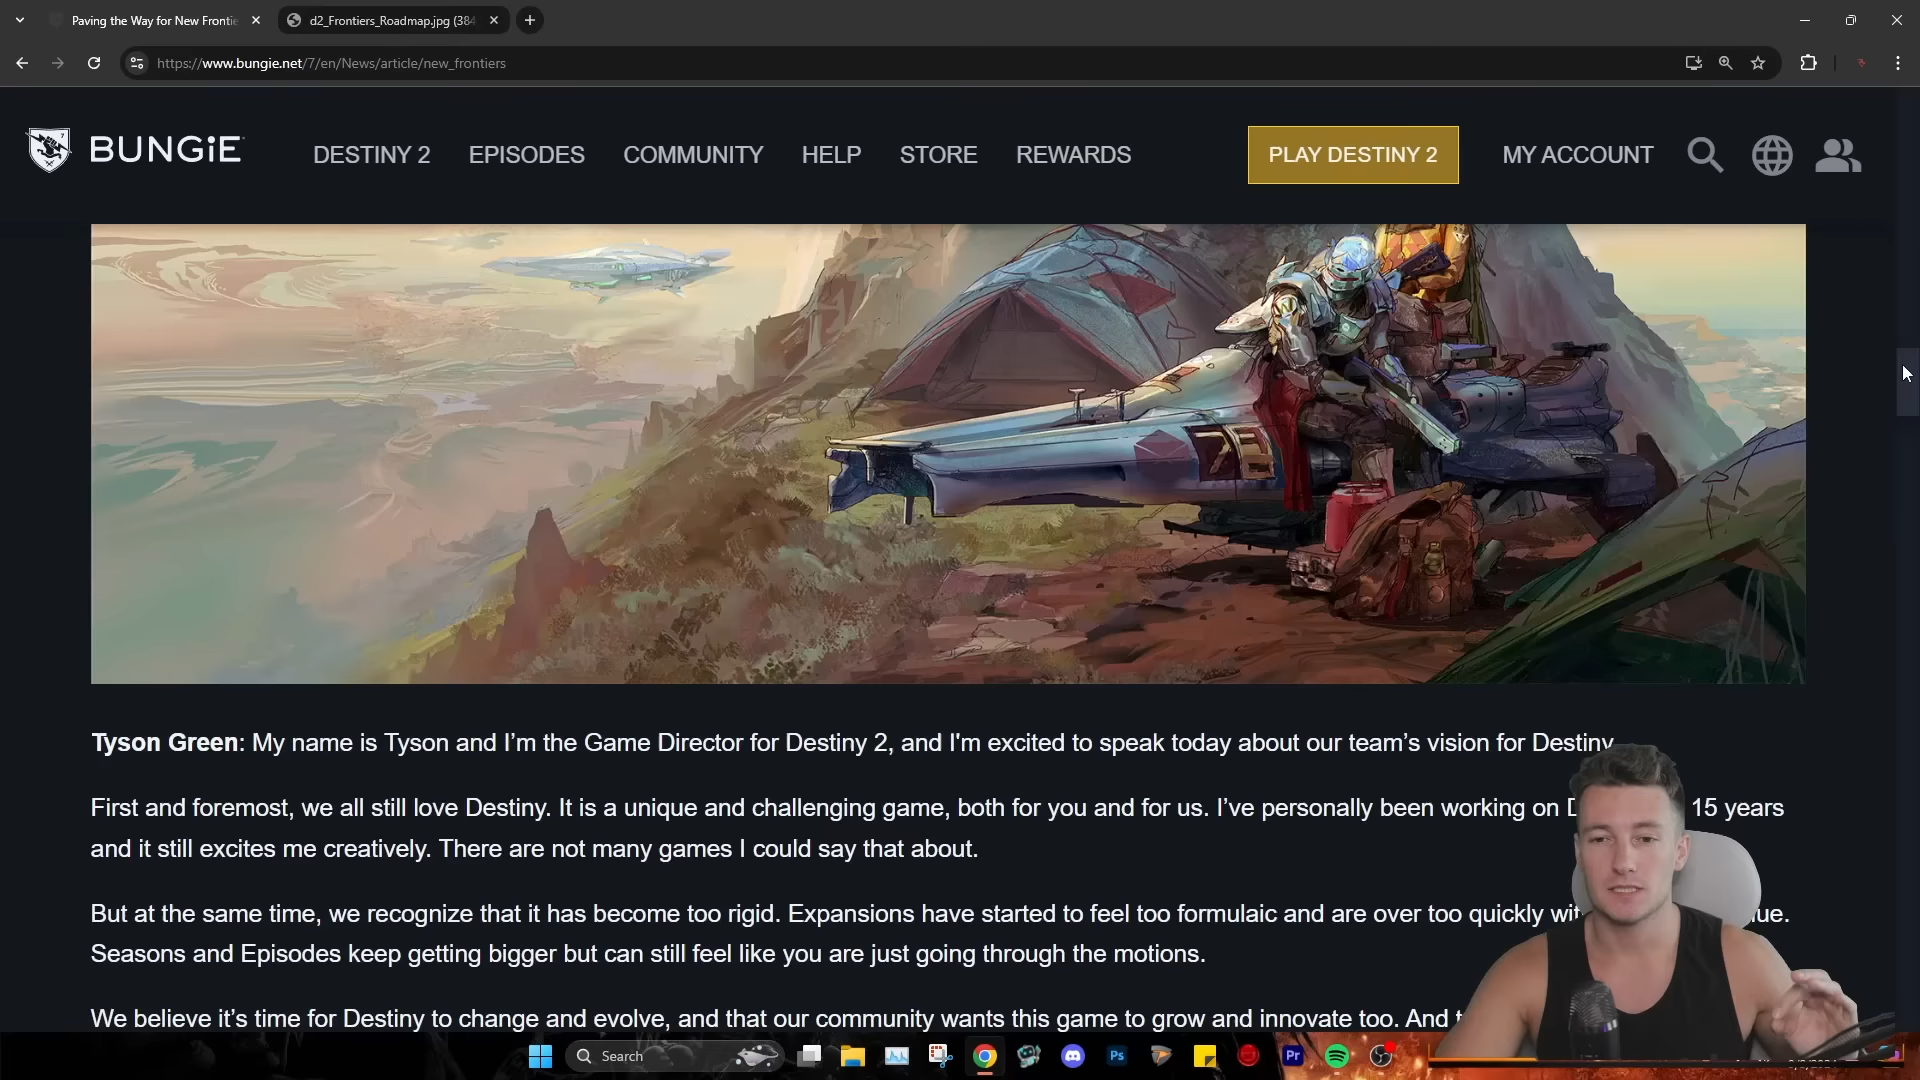 Paving the Way for New Frontie
d2_Frontiers_Roadmap.jpg (384
https://www.bungie.net/7/en/News/article/new_frontiers
BUNGiE
DESTINY 2
EPISODES
COMMUNITY
HELP
STORE
REWARDS
PLAY DESTINY 2
MY ACCOUNT
Tyson Green: My name is Tyson and I’m the Game Director for Destiny 2, and I'm excited to speak today about our team’s vision for Destiny
First and foremost, we all still love Destiny. It is a unique and challenging game, both for you and for us. I’ve personally been working on D 15 years
and it still excites me creatively. There are not many games I could say that about.
But at the same time, we recognize that it has become too rigid. Expansions have started to feel too formulaic and are over too quickly wit lue.
Seasons and Episodes keep getting bigger but can still feel like you are just going through the motions.
We believe it’s time for Destiny to change and evolve, and that our community wants this game to grow and innovate too. And t
Search
Ps
Pr